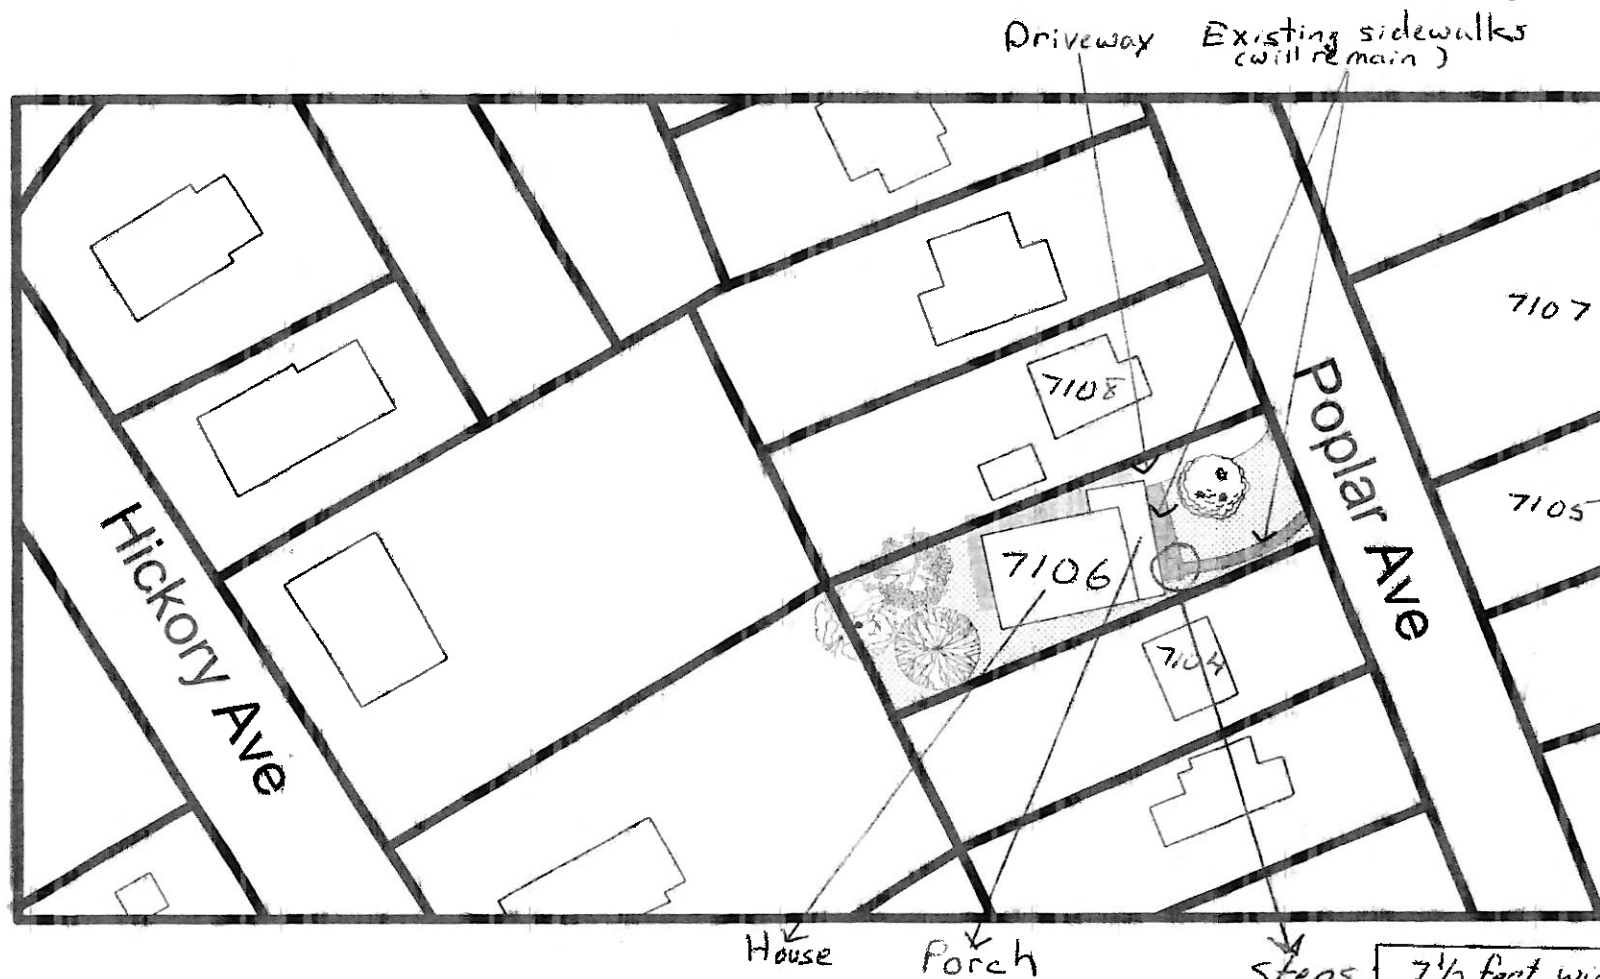 Driveway
Existing sidewalks
(will remain)
7107
7108
Poplar Ave
7105
Hickory Ave
7106
7104
House
Porch
Steps
7½ feet